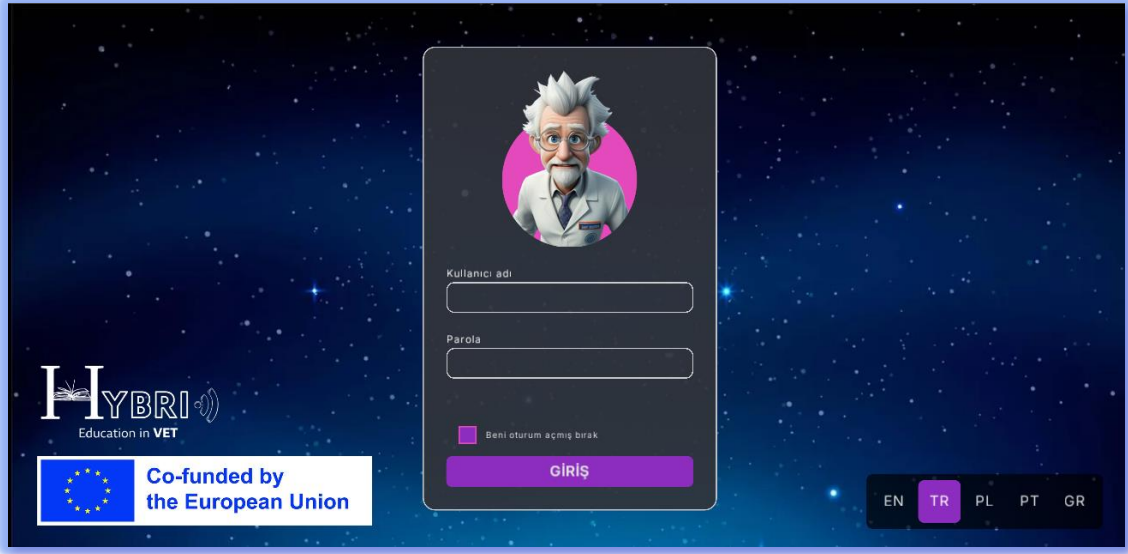 Kullanıcı adı
Parola
Beni oturum açmış bırak
GİRİŞ
HYBRI
Education in VET
Co-funded by
the European Union
EN TR PL PT GR